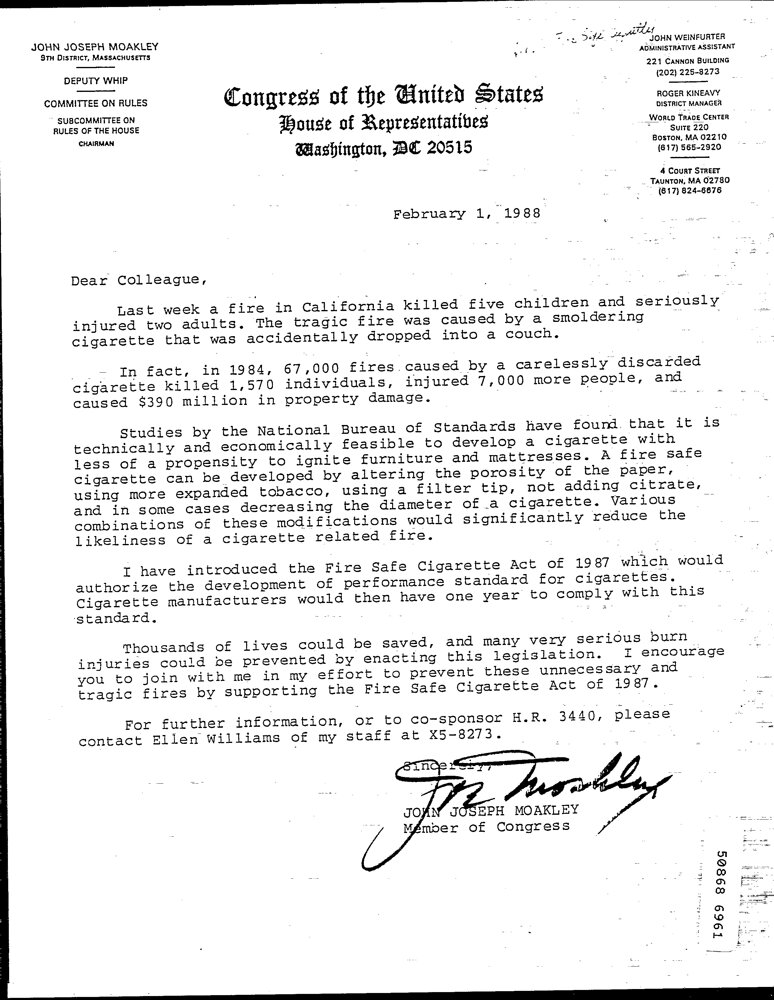 JOHN JOSEPH MOAKLEY
9TH DISTRICT, MASSACHUSETTS
DEPUTY WHIP
COMMITTEE ON RULES
SUBCOMMITTEE ON
RULES OF THE HOUSE
CHAIRMAN
Congress of the United States
House of Representatives
Washington, DC 20515
JOHN WEINFURTER
ADMINISTRATIVE ASSISTANT
221 CANNON BUILDING
(202) 225-8273
ROGER KINEAVY
DISTRICT MANAGER
WORLD TRADE CENTER
SUITE 220
BOSTON, MA 02210
(617) 565-2920
4 COURT STREET
TAUNTON, MA 02780
(617) 824-6676
February 1, 1988
Dear Colleague,
Last week a fire in California killed five children and seriously
injured two adults. The tragic fire was caused by a smoldering
cigarette that was accidentally dropped into a couch.
In fact, in 1984, 67,000 fires caused by a carelessly discarded
cigarette killed 1,570 individuals, injured 7,000 more people, and
caused $390 million in property damage.
Studies by the National Bureau of Standards have found that it is
technically and economically feasible to develop a cigarette with
less of a propensity to ignite furniture and mattresses. A fire safe
cigarette can be developed by altering the porosity of the paper,
using more expanded tobacco, using a filter tip, not adding citrate,
and in some cases decreasing the diameter of a cigarette. Various
combinations of these modifications would significantly reduce the
likeliness of a cigarette related fire.
I have introduced the Fire Safe Cigarette Act of 1987 which would
authorize the development of performance standard for cigarettes.
Cigarette manufacturers would then have one year to comply with this
standard.
Thousands of lives could be saved, and many very serious burn
injuries could be prevented by enacting this legislation. I encourage
you to join with me in my effort to prevent these unnecessary and
tragic fires by supporting the Fire Safe Cigarette Act of 1987.
For further information, or to co-sponsor H.R. 3440, please
contact Ellen Williams of my staff at X5-8273.
Sincerely,
Joe Moakley
JOHN JOSEPH MOAKLEY
Member of Congress
50868 6961